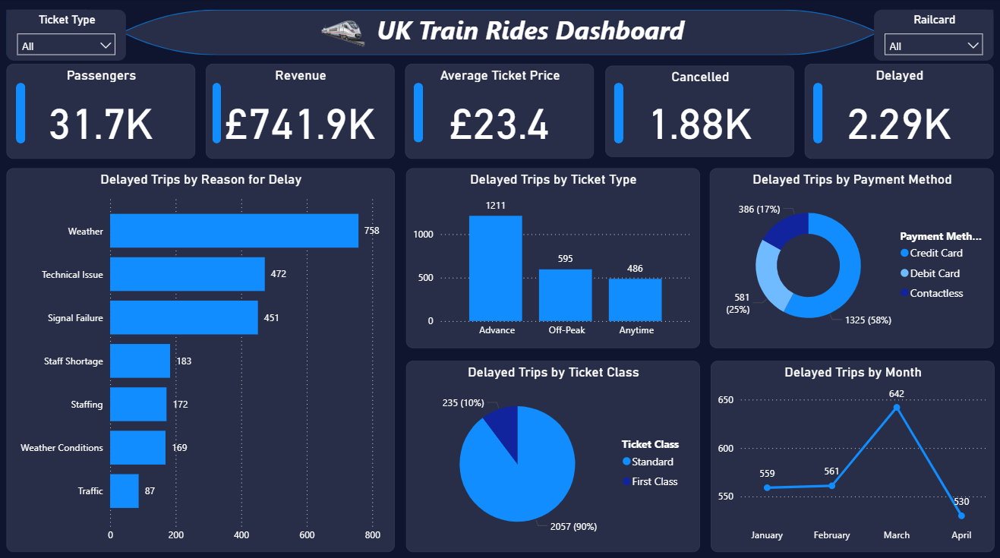 Ticket Type
All
UK Train Rides Dashboard
Railcard
All
Passengers
31.7K
Revenue
£741.9K
Average Ticket Price
£23.4
Cancelled
1.88K
Delayed
2.29K
Delayed Trips by Reason for Delay
Weather
758
Technical Issue
472
Signal Failure
451
Staff Shortage
183
Staffing
172
Weather Conditions
169
Traffic
87
0 200 400 600 800
Delayed Trips by Ticket Type
1000
500
0
1211
595
486
Advance Off-Peak Anytime
Delayed Trips by Payment Method
386 (17%)
581
(25%)
1325 (58%)
Payment Meth...
Credit Card
Debit Card
Contactless
Delayed Trips by Ticket Class
235 (10%)
2057 (90%)
Ticket Class
Standard
First Class
Delayed Trips by Month
650
600
550
559
561
642
530
January February March April